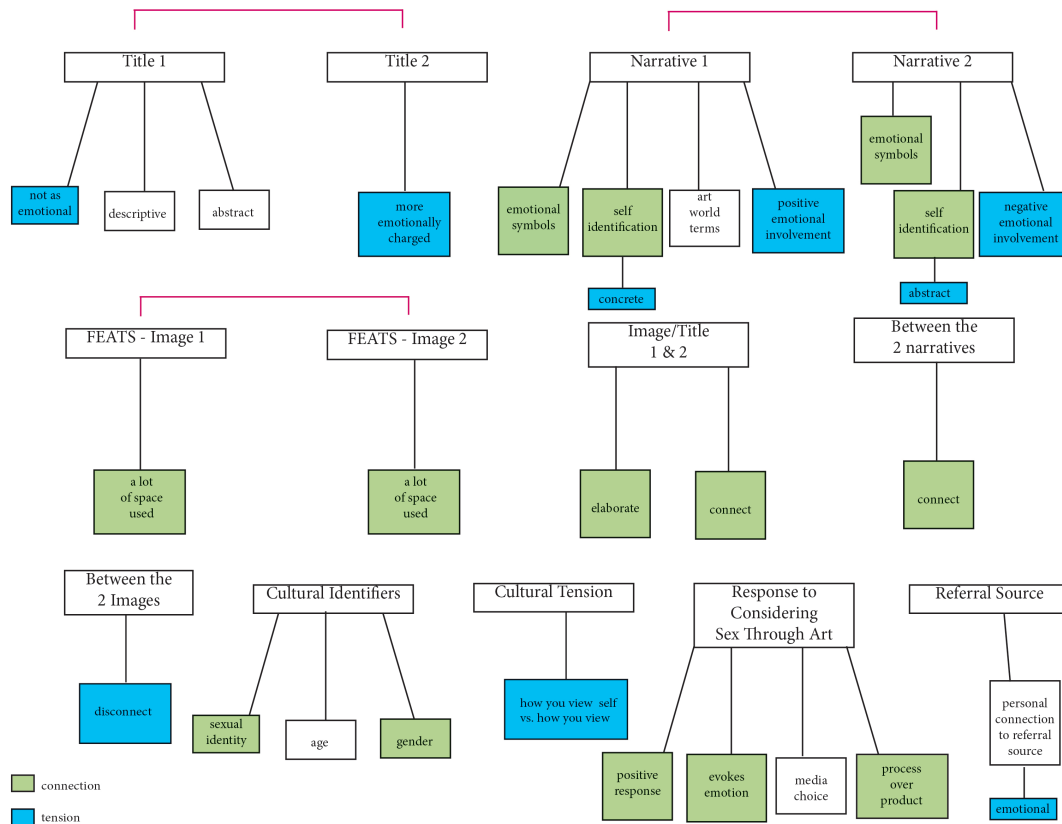 Title 1
Title 2
Narrative 1
Narrative 2
not as
emotional
descriptive
abstract
more
emotionally
charged
emotional
symbols
self
identification
concrete
art
world
terms
positive
emotional
involvement
emotional
symbols
self
identification
abstract
negative
emotional
involvement
FEATS - Image 1
FEATS - Image 2
Image/Title
1 & 2
Between the
2 narratives
a lot
of space
used
a lot
of space
used
elaborate
connect
connect
Between the
2 Images
Cultural Identifiers
Cultural Tension
Response to
Considering
Sex Through Art
Referral Source
disconnect
sexual
identity
age
gender
how you view self
vs. how you view
positive
response
evokes
emotion
media
choice
process
over
product
personal
connection
to referral
source
emotional
connection
tension